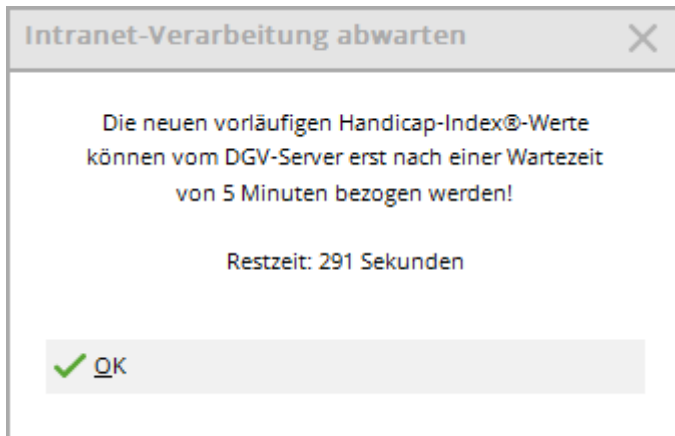 Intranet-Verarbeitung abwarten
Die neuen vorläufigen Handicap-Index®-Werte
können vom DGV-Server erst nach einer Wartezeit
von 5 Minuten bezogen werden!
Restzeit: 291 Sekunden
OK